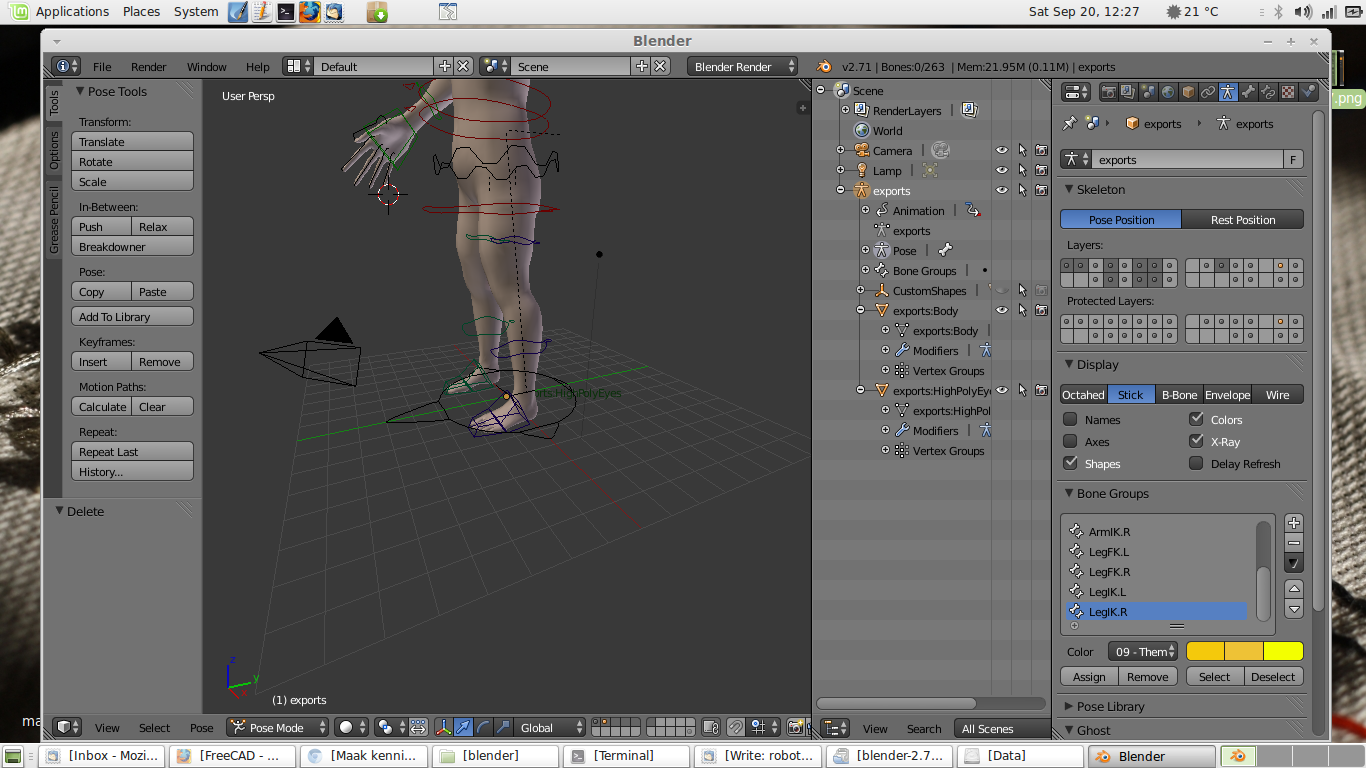 Applications Places System Sat Sep 20, 12:27 21 °C
Blender
File Render Window Help Default Scene Blender Render v2.71 | Bones:0/263 | Mem:21.95M (0.11M) | exports
Tools
Options
Grease Pencil
Pose Tools
Transform:
Translate
Rotate
Scale
In-Between:
Push Relax
Breakdowner
Pose:
Copy Paste
Add To Library
Keyframes:
Insert Remove
Motion Paths:
Calculate Clear
Repeat:
Repeat Last
History...
Delete
User Persp
rts:HighPolyEyes
z
y
x
(1) exports
View Select Pose Pose Mode Global
Scene
RenderLayers
World
Camera
Lamp
exports
Animation
exports
Pose
Bone Groups
CustomShapes
exports:Body
exports:Body
Modifiers
Vertex Groups
exports:HighPolyEye
exports:HighPol
Modifiers
Vertex Groups
View Search All Scenes
exports exports
exports F
Skeleton
Pose Position Rest Position
Layers:
Protected Layers:
Display
Octahed Stick B-Bone Envelope Wire
Names Colors
Axes X-Ray
Shapes Delay Refresh
Bone Groups
ArmIK.R
LegFK.L
LegFK.R
LegIK.L
LegIK.R
Color 09 - Them
Assign Remove Select Deselect
Pose Library
Ghost
.png
ma
[Inbox - Mozi... [FreeCAD - ... [Maak kenni... [blender] [Terminal] [Write: robot... [blender-2.7... [Data] Blender